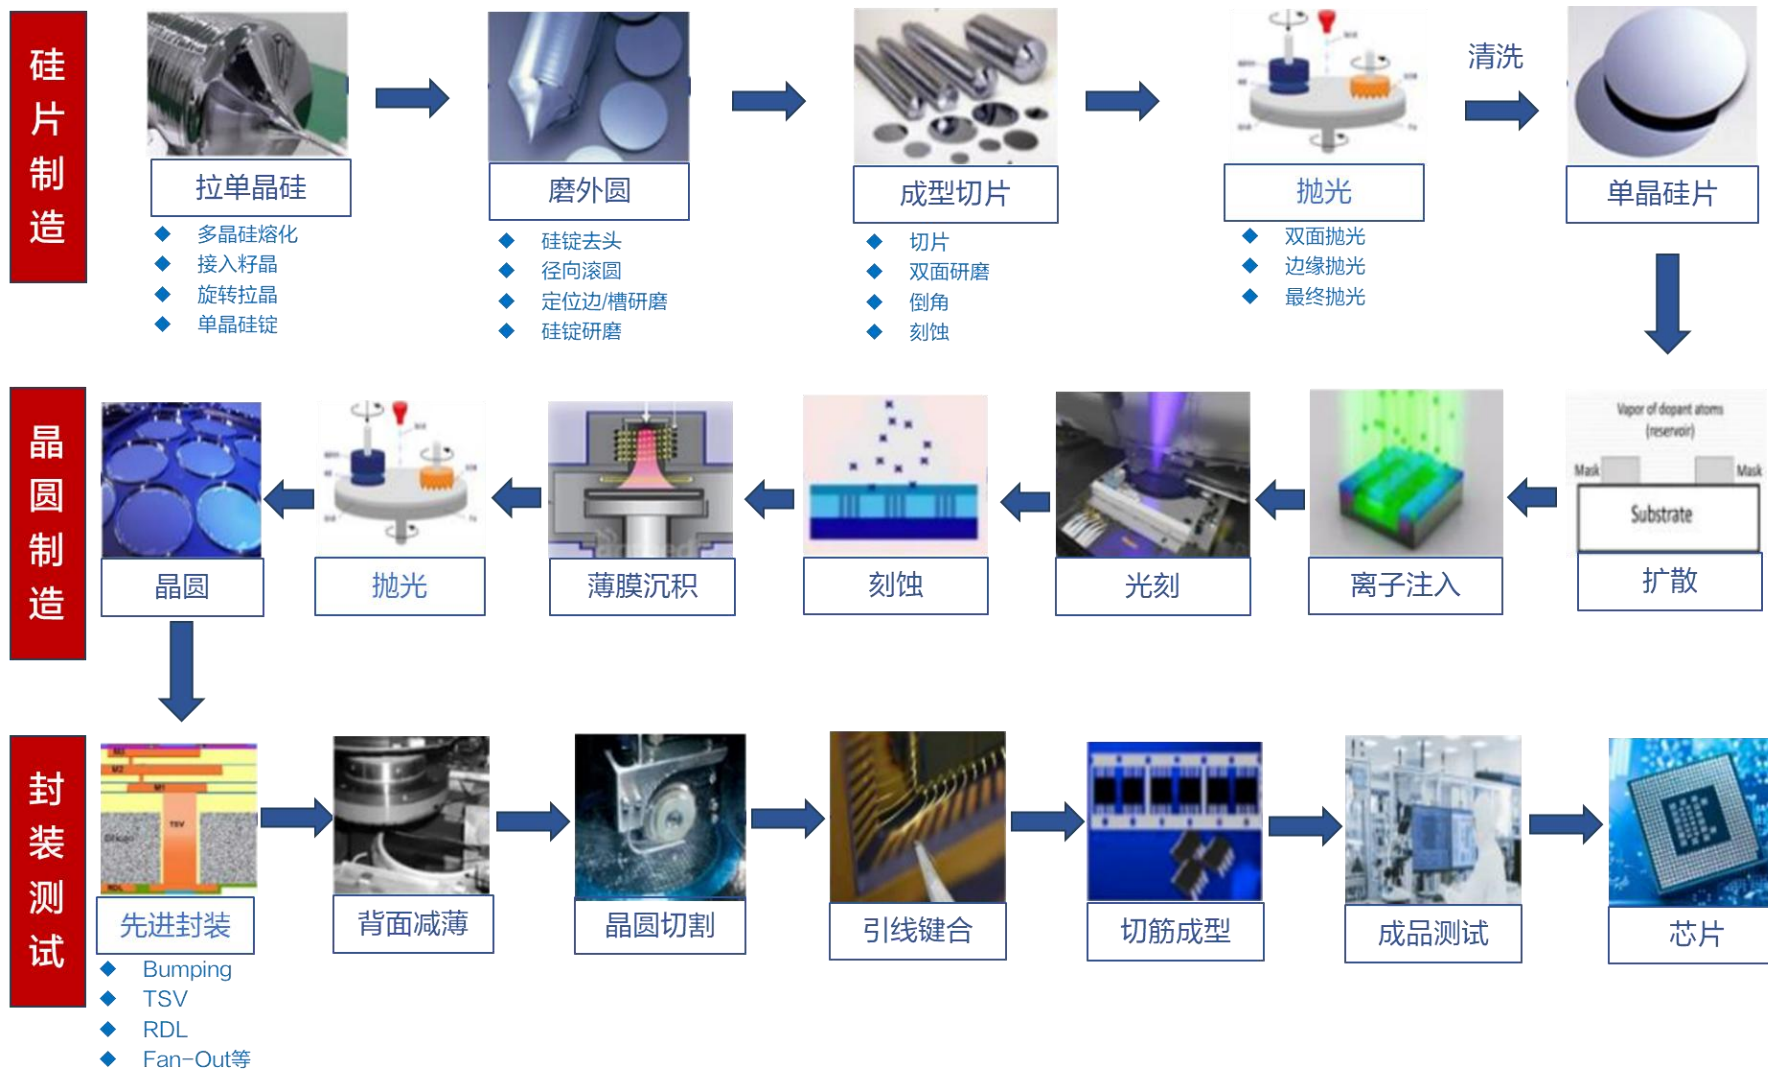 硅片制造
清洗
拉单晶硅
磨外圆
成型切片
抛光
单晶硅片
多晶硅熔化
接入籽晶
旋转拉晶
单晶硅锭
硅锭去头
径向滚圆
定位边/槽研磨
硅锭研磨
切片
双面研磨
倒角
刻蚀
双面抛光
边缘抛光
最终抛光
晶圆制造
Vapor of dopant atoms
(reservoir)
Mask
Mask
Substrate
晶圆
抛光
薄膜沉积
刻蚀
光刻
离子注入
扩散
封装测试
M2
M1
TSV
RDL
先进封装
背面减薄
晶圆切割
引线键合
切筋成型
成品测试
芯片
Bumping
TSV
RDL
Fan-Out等